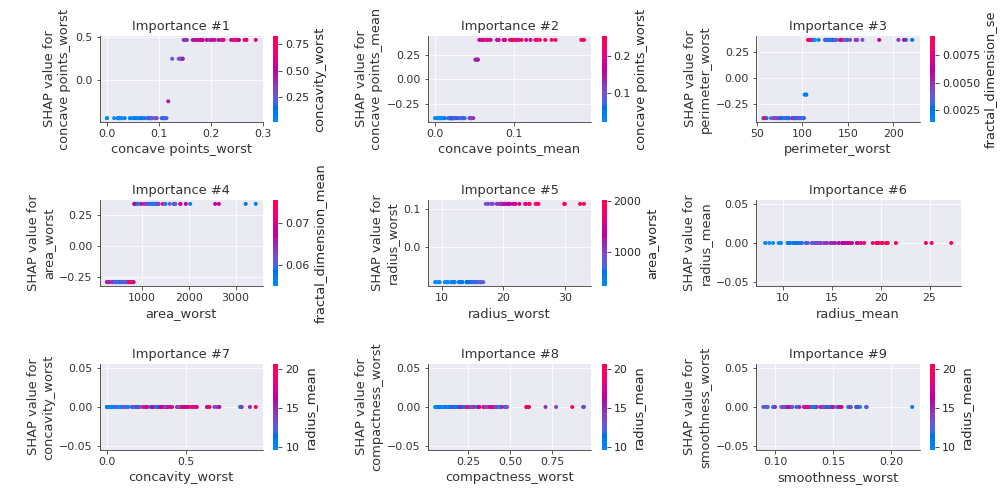 Importance #1
SHAP value for
concave points_worst
0.5
0.0
0.0
0.1
0.2
0.3
concave points_worst
0.75
0.50
0.25
concavity_worst
Importance #2
SHAP value for
concave points_mean
0.25
0.00
−0.25
0.0
0.1
concave points_mean
0.2
0.1
concave points_worst
Importance #3
SHAP value for
perimeter_worst
0.25
0.00
−0.25
50
100
150
200
perimeter_worst
0.0075
0.0050
0.0025
fractal_dimension_se
Importance #4
SHAP value for
area_worst
0.25
0.00
−0.25
1000
2000
3000
area_worst
0.07
0.06
fractal_dimension_mean
Importance #5
SHAP value for
radius_worst
0.1
0.0
10
20
30
radius_worst
2000
1000
area_worst
Importance #6
SHAP value for
radius_mean
0.05
0.00
−0.05
10
15
20
25
radius_mean
Importance #7
SHAP value for
concavity_worst
0.05
0.00
−0.05
0.0
0.5
concavity_worst
20
15
10
radius_mean
Importance #8
SHAP value for
compactness_worst
0.05
0.00
−0.05
0.25
0.50
0.75
compactness_worst
20
15
10
radius_mean
Importance #9
SHAP value for
smoothness_worst
0.05
0.00
−0.05
0.10
0.15
0.20
smoothness_worst
20
15
10
radius_mean